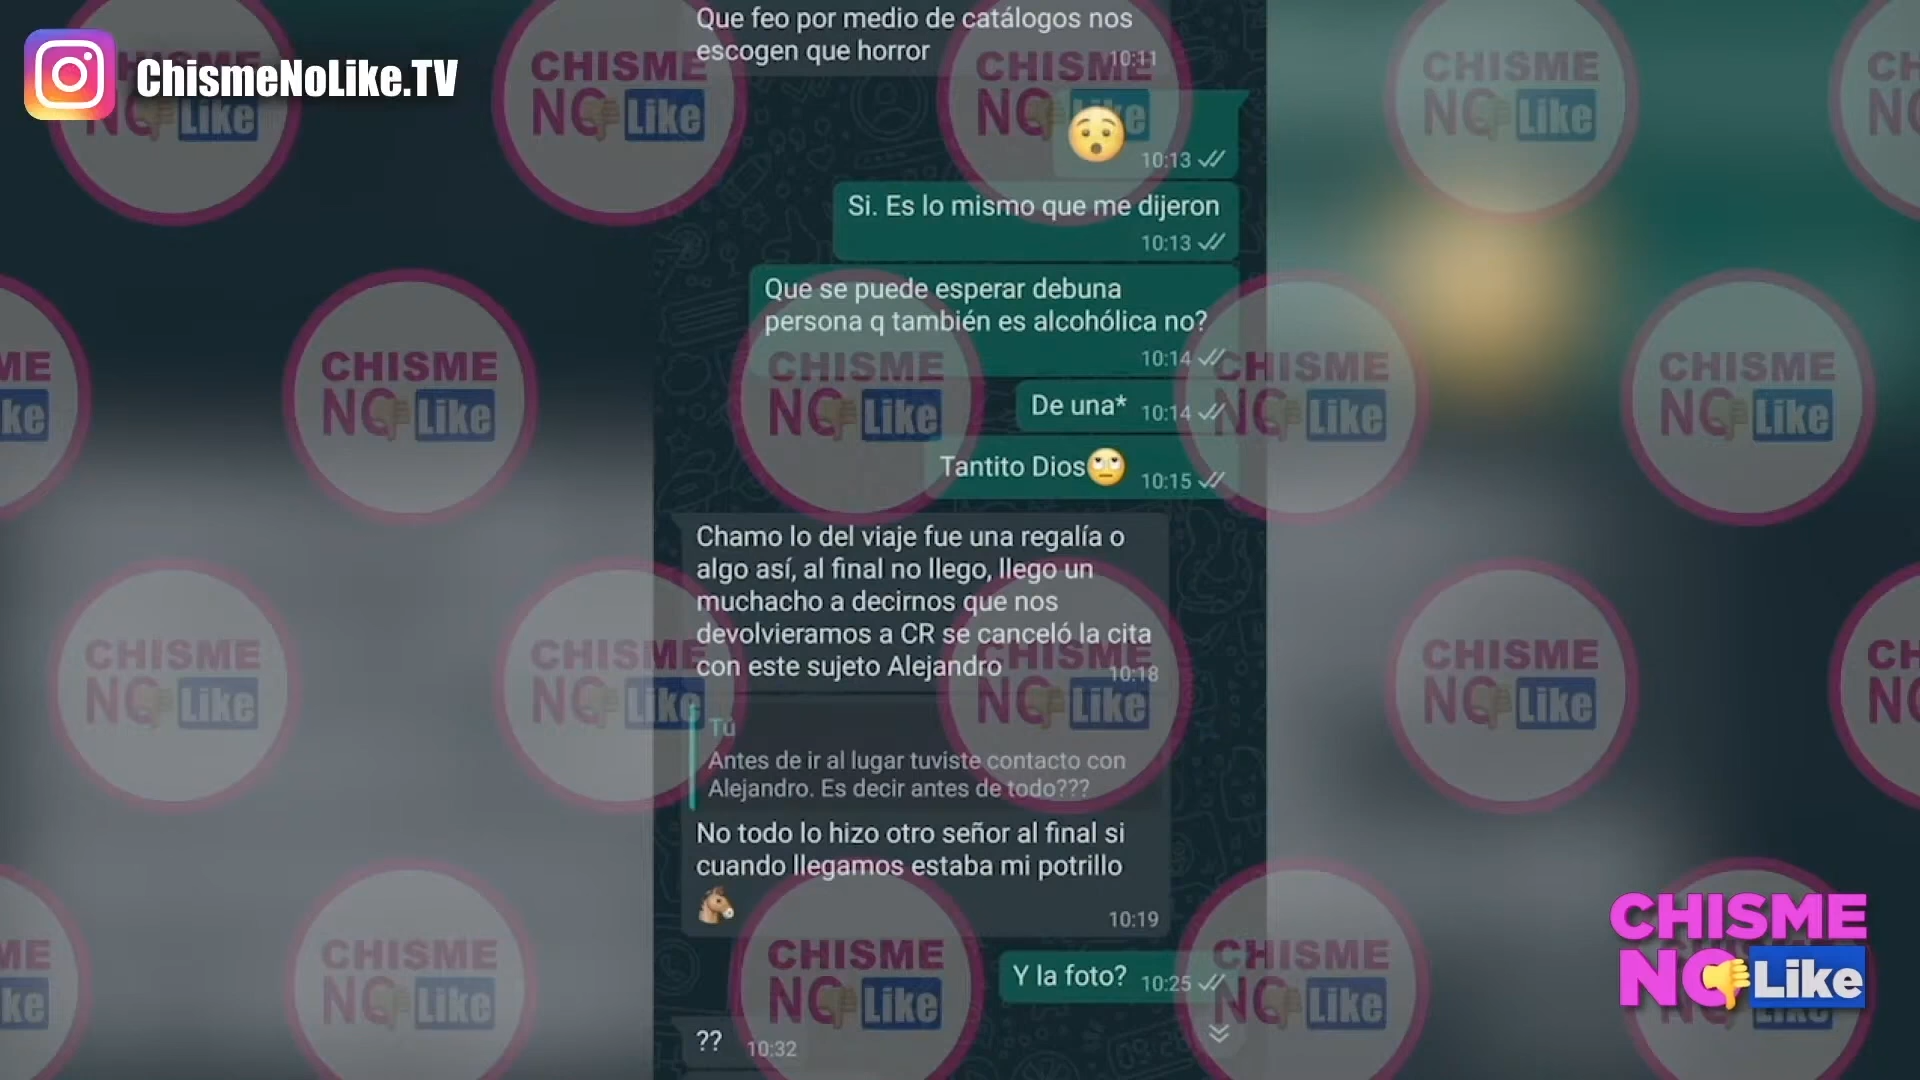 ChismeNoLike.TV
Que feo por medio de catálogos nos
escogen que horror
10:11
10:13
Si. Es lo mismo que me dijeron
10:13
Que se puede esperar debuna
persona q también es alcohólica no?
10:14
De una* 10:14
Tantito Dios 10:15
Chamo lo del viaje fue una regalía o
algo así, al final no llego, llego un
muchacho a decirnos que nos
devolvieramos a CR se canceló la cita
con este sujeto Alejandro
10:18
Tú
Antes de ir al lugar tuviste contacto con
Alejandro. Es decir antes de todo???
No todo lo hizo otro señor al final si
cuando llegamos estaba mi potrillo
10:19
Y la foto? 10:25
?? 10:32
CHISME
NO Like